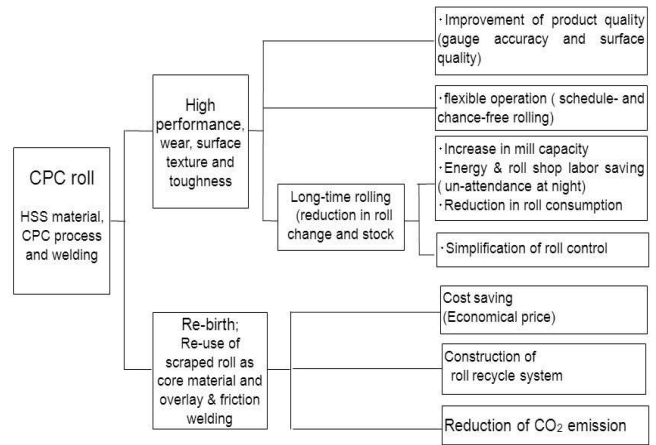 CPC roll
HSS material,
CPC process
and welding
High
performance,
wear, surface
texture and
toughness
・Improvement of product quality
(gauge accuracy and surface
quality)
・flexible operation ( schedule- and
chance-free rolling)
Long-time rolling
(reduction in roll
change and stock
・Increase in mill capacity
・Energy & roll shop labor saving
( un-attendance at night)
・Reduction in roll consumption
・Simplification of roll control
Re-birth;
Re-use of
scraped roll as
core material and
overlay & friction
welding
Cost saving
(Economical price)
Construction of
roll recycle system
Reduction of CO₂ emission